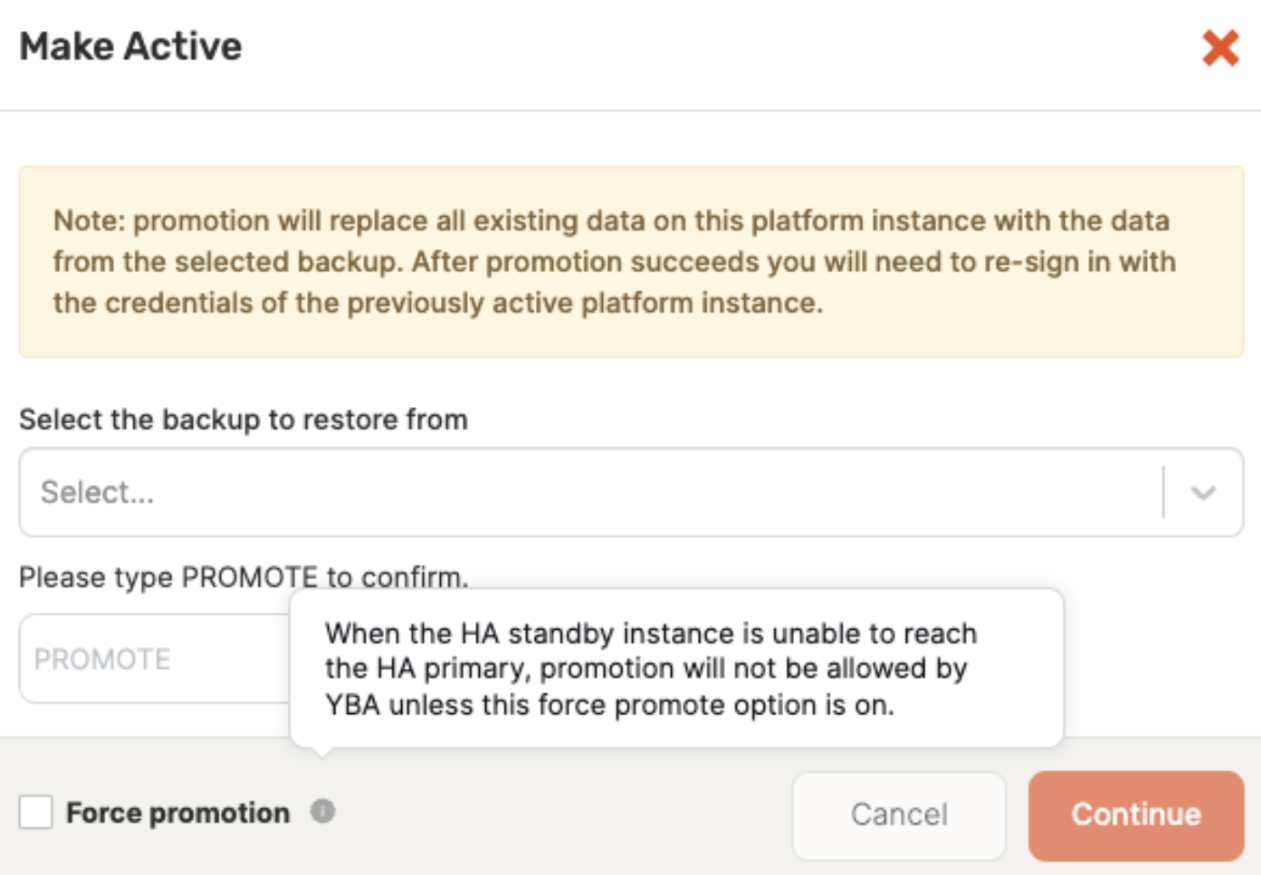 Make Active
Note: promotion will replace all existing data on this platform instance with the data
from the selected backup. After promotion succeeds you will need to re-sign in with
the credentials of the previously active platform instance.
Select the backup to restore from
Select...
Please type PROMOTE to confirm.
PROMOTE
When the HA standby instance is unable to reach
the HA primary, promotion will not be allowed by
YBA unless this force promote option is on.
Force promotion
Cancel
Continue